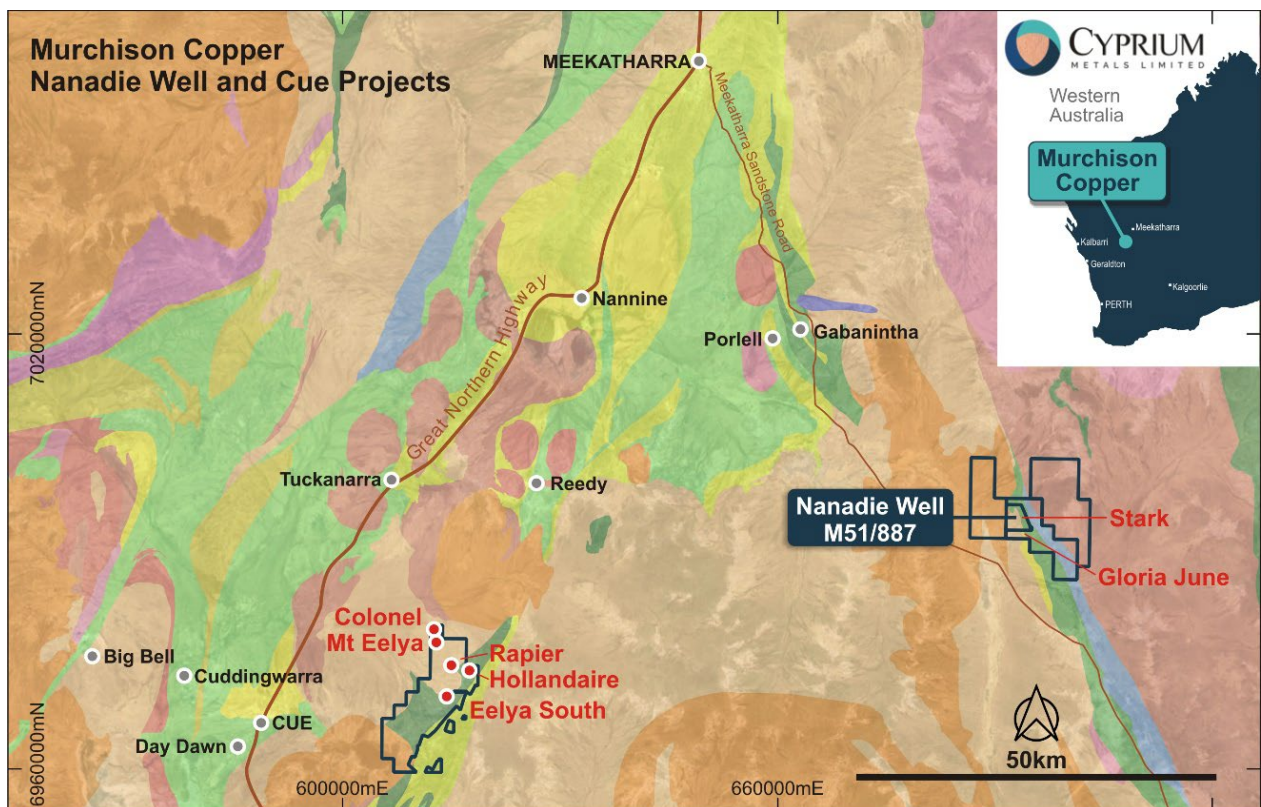 Murchison Copper
Nanadie Well and Cue Projects
CYPRIUM
METALS LIMITED
Western
Australia
Murchison
Copper
Meekatharra
Kalbarri
Geraldton
Kalgoorlie
PERTH
MEEKATHARRA
Meekatharra Sandstone Road
Great Northern Highway
Nannine
Porlell
Gabanintha
7020000mN
Tuckanarra
Reedy
Nanadie Well
M51/887
Stark
Gloria June
Colonel
Mt Eelya
Rapier
Hollandaire
Eelya South
Big Bell
Cuddingwarra
CUE
Day Dawn
6960000mN
600000mE
660000mE
50km